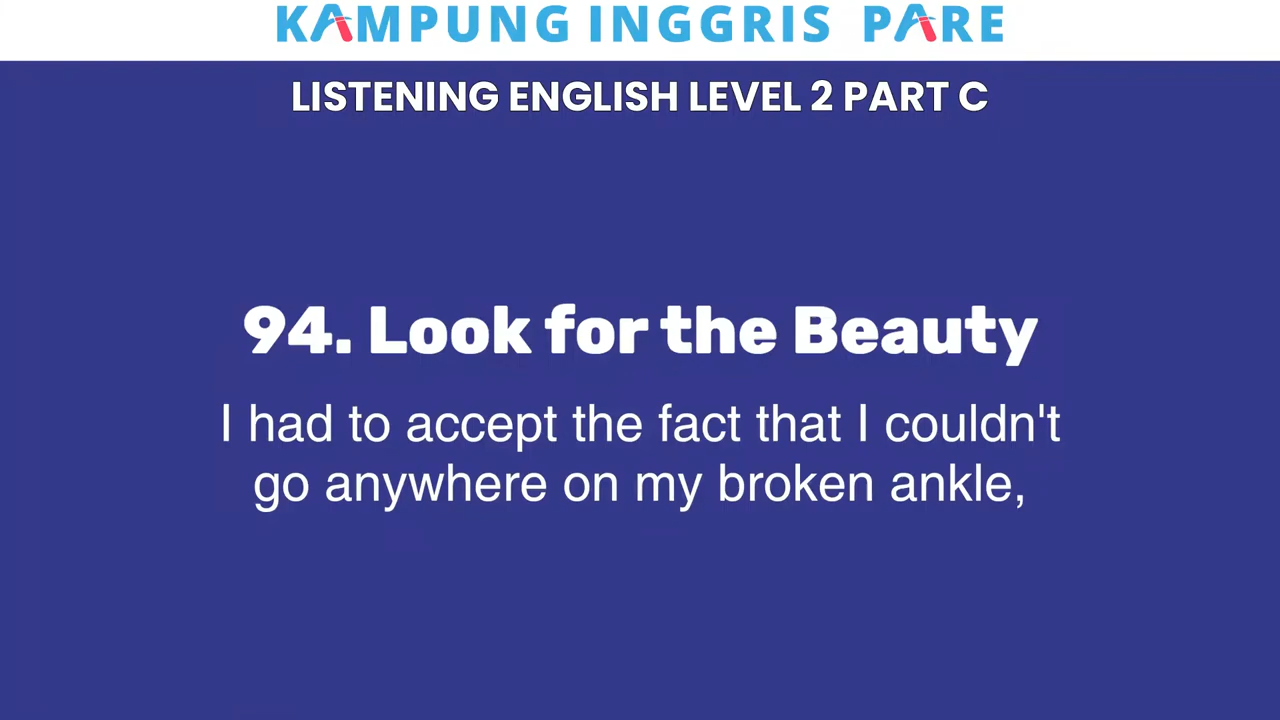 KAMPUNG INGGRIS PARE
LISTENING ENGLISH LEVEL 2 PART C
94. Look for the Beauty
I had to accept the fact that I couldn't
go anywhere on my broken ankle,